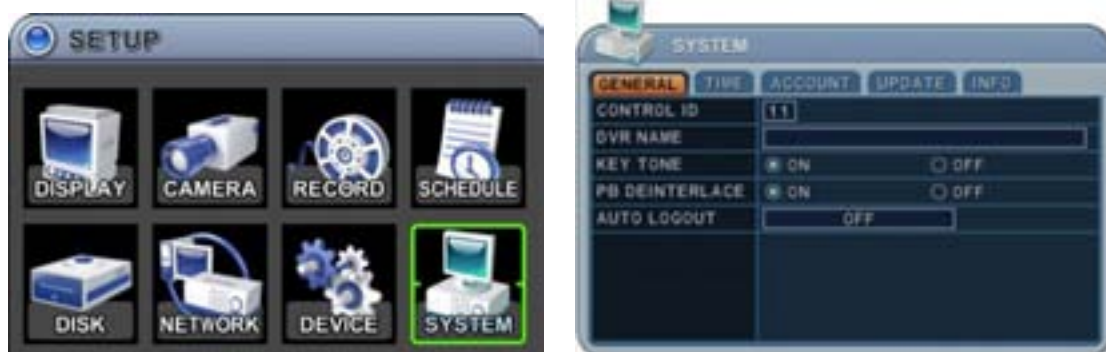 SETUP
DISPLAY CAMERA RECORD SCHEDULE
DISK NETWORK DEVICE SYSTEM
SYSTEM
GENERAL TIME ACCOUNT UPDATE INFO
CONTROL ID 11
DVR NAME
KEY TONE ON OFF
PB DEINTERLACE ON OFF
AUTO LOGOUT OFF